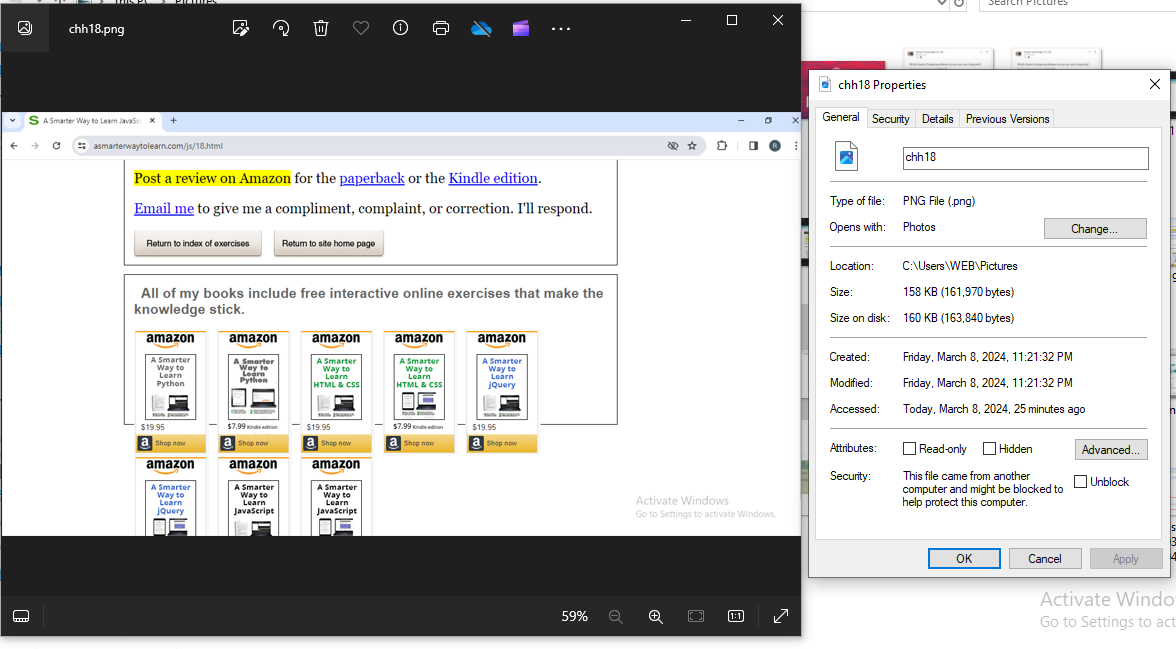 This PC
Pictures
Search Pictures
chh18.png
A Smarter Way to Learn JavaSc
asmarterwaytolearn.com/js/18.html
R
Post a review on Amazon for the paperback or the Kindle edition.
Email me to give me a compliment, complaint, or correction. I'll respond.
Return to index of exercises
Return to site home page
All of my books include free interactive online exercises that make the
knowledge stick.
amazon amazon amazon amazon amazon
A Smarter
Way to
Learn
Python
$19.95
Shop now
A Smarter
Way to
Learn
Python
$7.99 Kindle edition
Shop now
A Smarter
Way to
Learn
HTML & CSS
$19.95
Shop now
A Smarter
Way to
Learn
HTML & CSS
$7.99 Kindle edition
Shop now
A Smarter
Way to
Learn
jQuery
$19.95
Shop now
amazon amazon amazon
A Smarter
Way to
Learn
jQuery
A Smarter
Way to
Learn
JavaScript
A Smarter
Way to
Learn
JavaScript
Activate Windows
Go to Settings to activate Windows.
59%
1:1
chh18 Properties
General Security Details Previous Versions
chh18
Type of file: PNG File (.png)
Opens with: Photos Change...
Location: C:\Users\WEB\Pictures
Size: 158 KB (161,970 bytes)
Size on disk: 160 KB (163,840 bytes)
Created: Friday, March 8, 2024, 11:21:32 PM
Modified: Friday, March 8, 2024, 11:21:32 PM
Accessed: Today, March 8, 2024, 25 minutes ago
Attributes: Read-only Hidden Advanced...
Security: This file came from another
computer and might be blocked to
help protect this computer.
Unblock
OK Cancel Apply
Activate Windo
Go to Settings to act